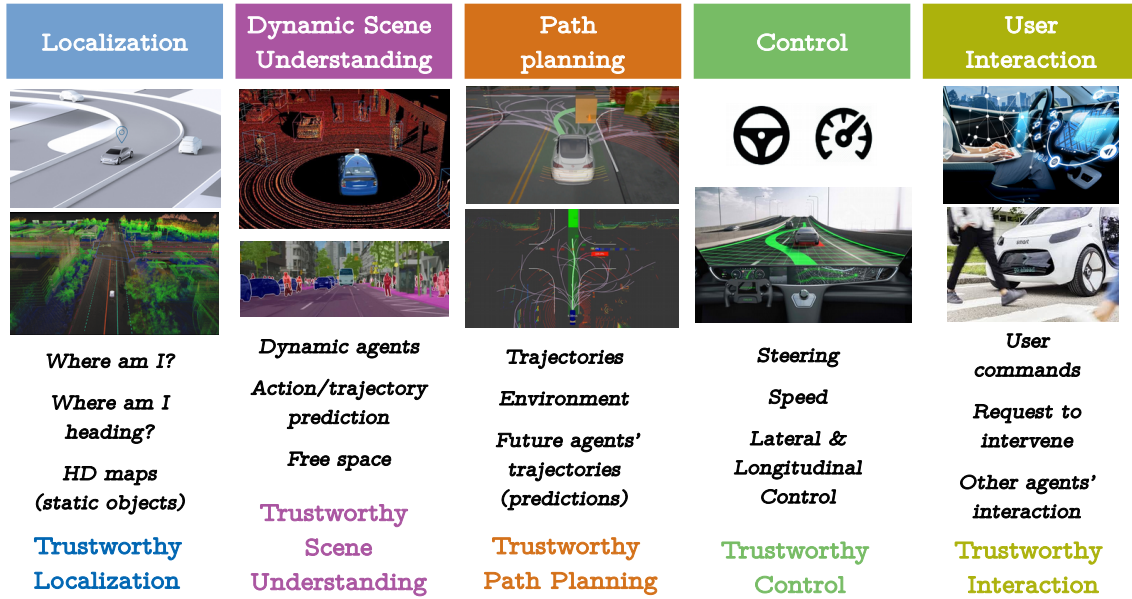 Localization
Dynamic Scene
Understanding
Path
planning
Control
User
Interaction
smart
Where am I?
Where am I
heading?
HD maps
(static objects)
Trustworthy
Localization
Dynamic agents
Action/trajectory
prediction
Free space
Trustworthy
Scene
Understanding
Trajectories
Environment
Future agents'
trajectories
(predictions)
Trustworthy
Path Planning
Steering
Speed
Lateral &
Longitudinal
Control
Trustworthy
Control
User
commands
Request to
intervene
Other agents'
interaction
Trustworthy
Interaction